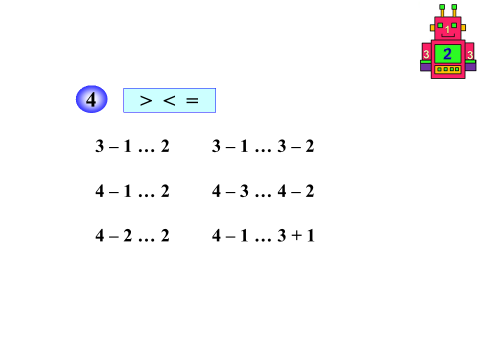 1
3 2 3
4 > < =
3 – 1 … 2 3 – 1 … 3 – 2
4 – 1 … 2 4 – 3 … 4 – 2
4 – 2 … 2 4 – 1 … 3 + 1